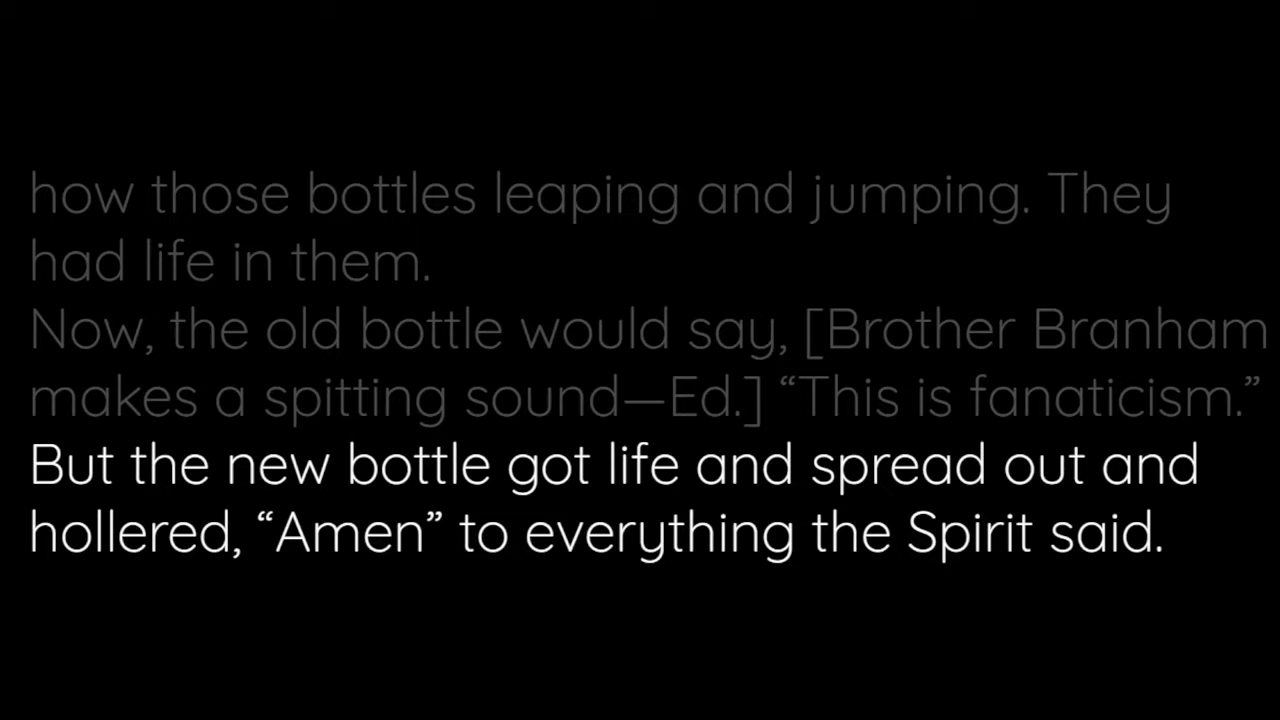 how those bottles leaping and jumping. They
had life in them.
Now, the old bottle would say, [Brother Branham
makes a spitting sound—Ed.] “This is fanaticism.”
But the new bottle got life and spread out and
hollered, “Amen” to everything the Spirit said.